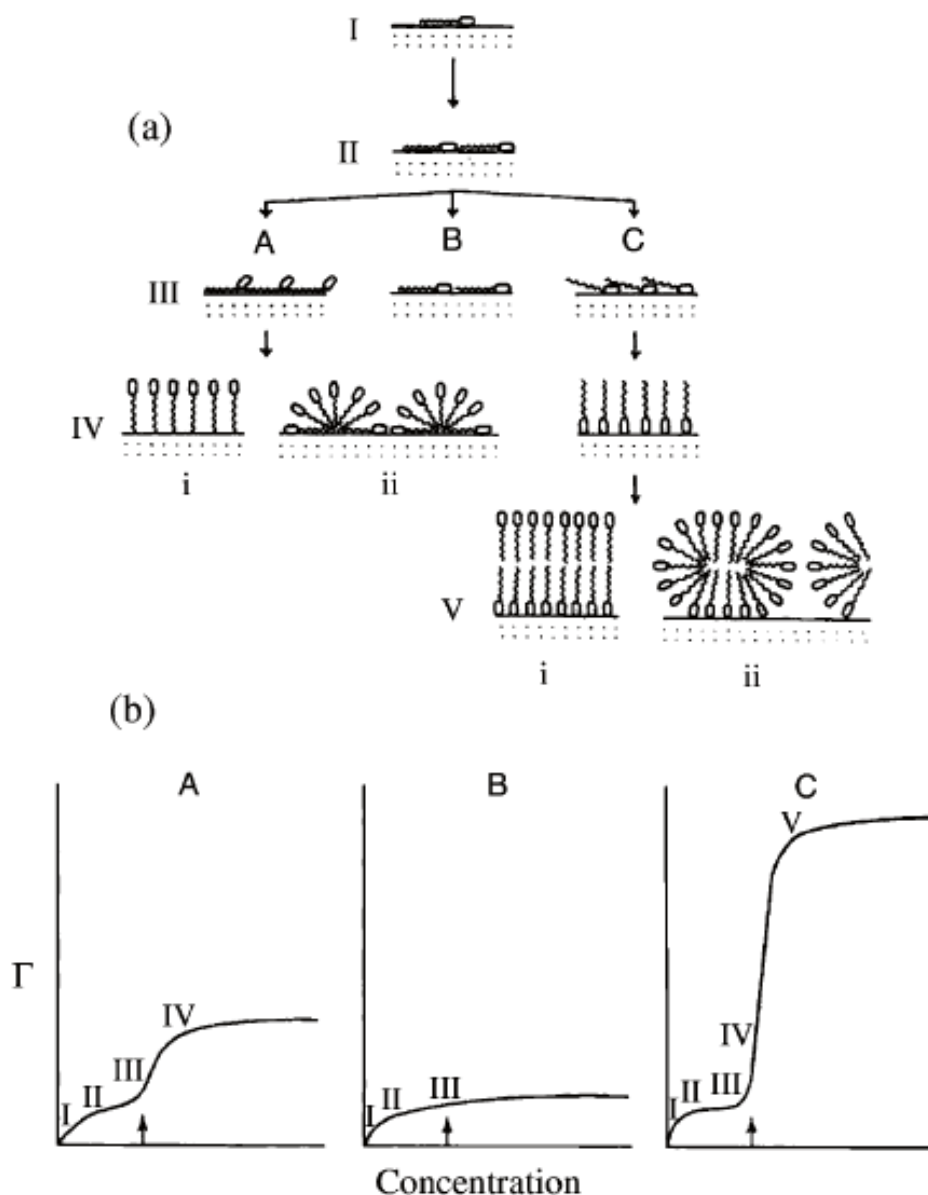 I
(a)
II
A B C
III
IV
i ii
V
i ii
(b)
A B C
Γ
I II III IV
I II III
I II III IV V
Concentration